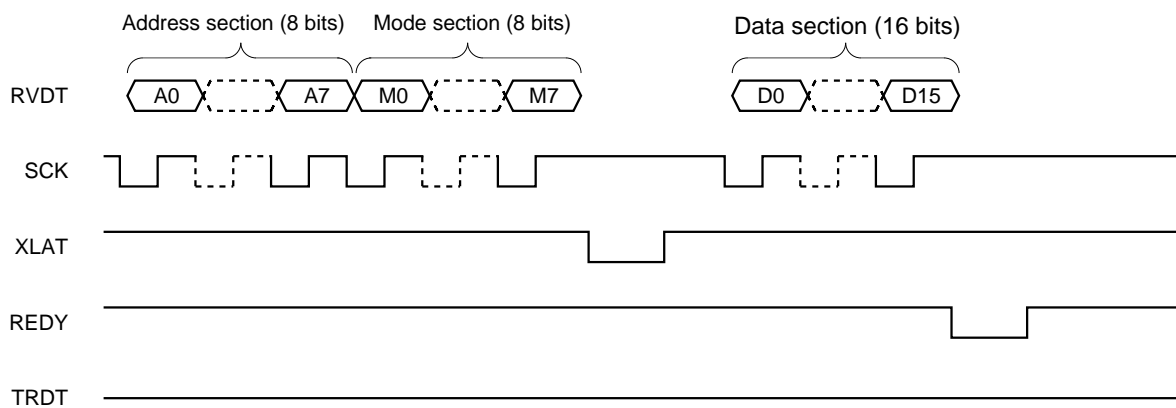 Address section (8 bits) Mode section (8 bits) Data section (16 bits)
RVDT A0 A7 M0 M7 D0 D15
SCK
XLAT
REDY
TRDT